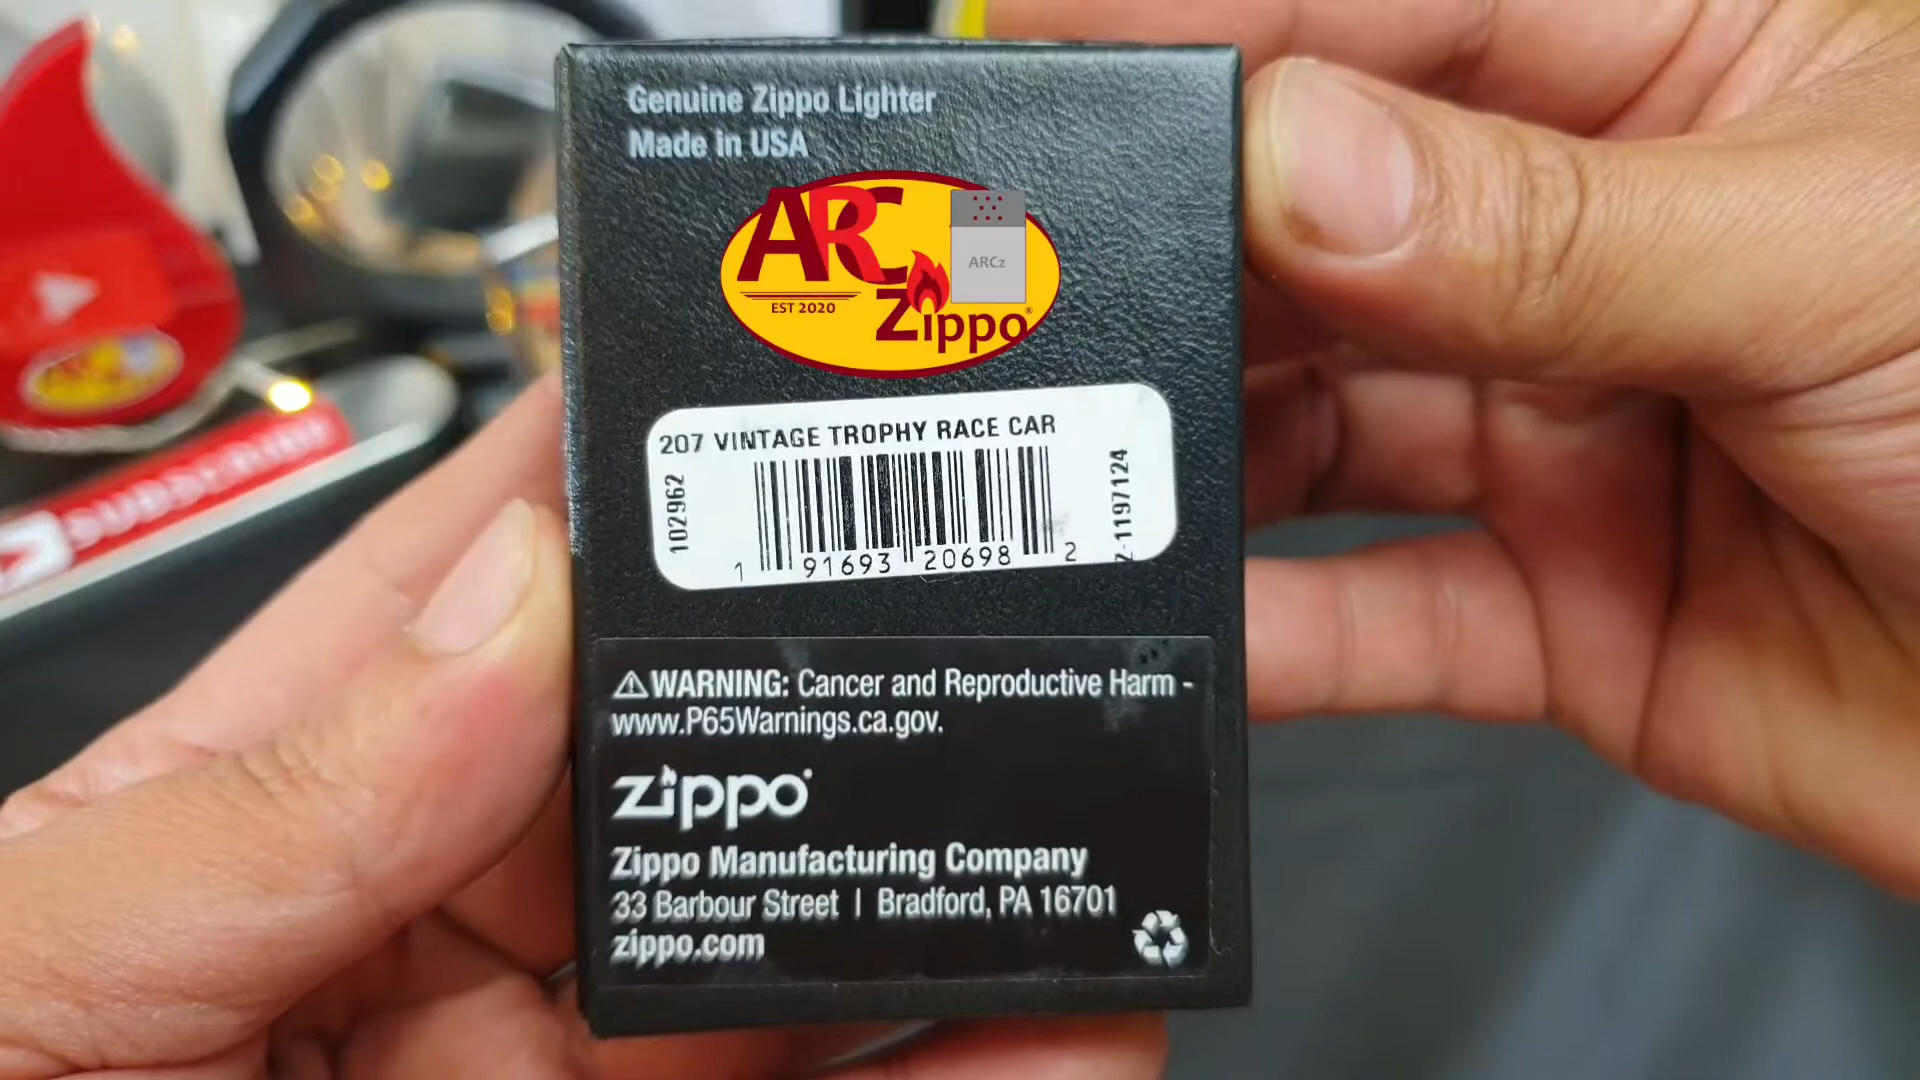 Genuine Zippo Lighter
Made in USA
ARC
ARCz
EST 2020
Zippo®
207 VINTAGE TROPHY RACE CAR
102962
Z-1197124
1 91693 20698 2
⚠WARNING: Cancer and Reproductive Harm -
www.P65Warnings.ca.gov.
zippo
Zippo Manufacturing Company
33 Barbour Street | Bradford, PA 16701
zippo.com
SUBSCRIBE